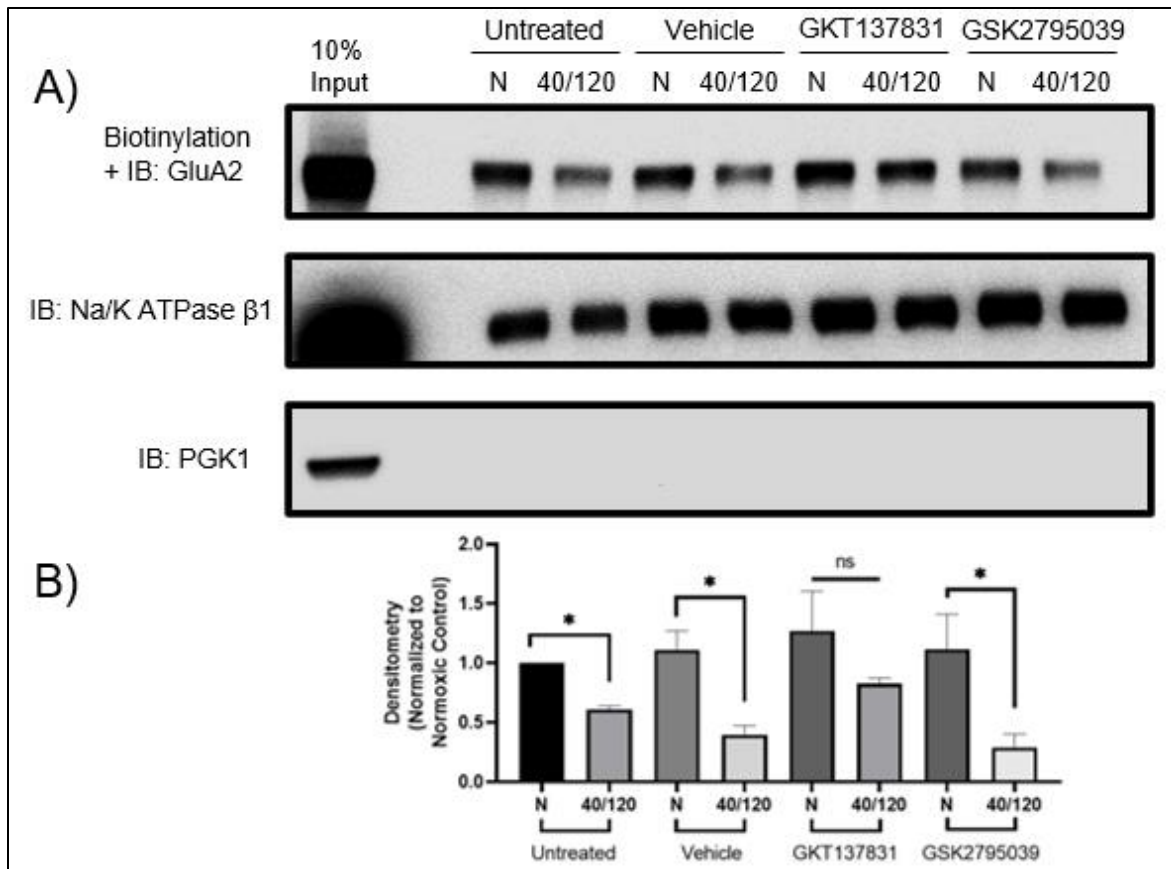 Untreated Vehicle GKT137831 GSK2795039
10%
Input N 40/120 N 40/120 N 40/120 N 40/120
A)
Biotinylation
+ IB: GluA2
IB: Na/K ATPase β1
IB: PGK1
B)
Densitometry
(Normalized to
Normoxic Control)
2.0
1.5
1.0
0.5
0.0
* * ns *
N 40/120 N 40/120 N 40/120 N 40/120
Untreated Vehicle GKT137831 GSK2795039